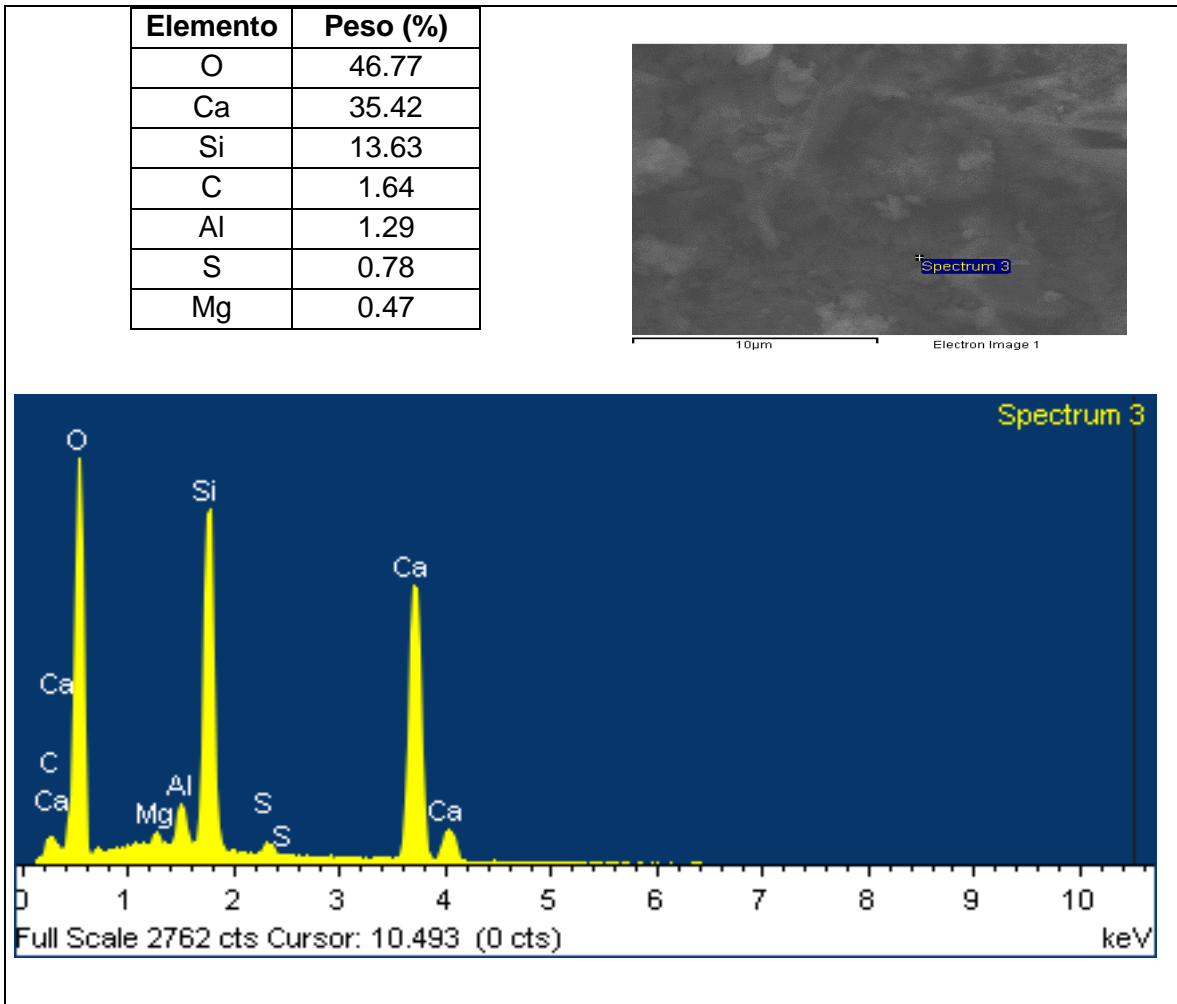 Elemento Peso (%)
O 46.77
Ca 35.42
Si 13.63
C 1.64
Al 1.29
S 0.78
Mg 0.47
Spectrum 3
10µm Electron Image 1
Spectrum 3
O
Si
Ca
Ca
C
Ca
Mg
Al
S
S
Ca
0 1 2 3 4 5 6 7 8 9 10
Full Scale 2762 cts Cursor: 10.493 (0 cts) keV